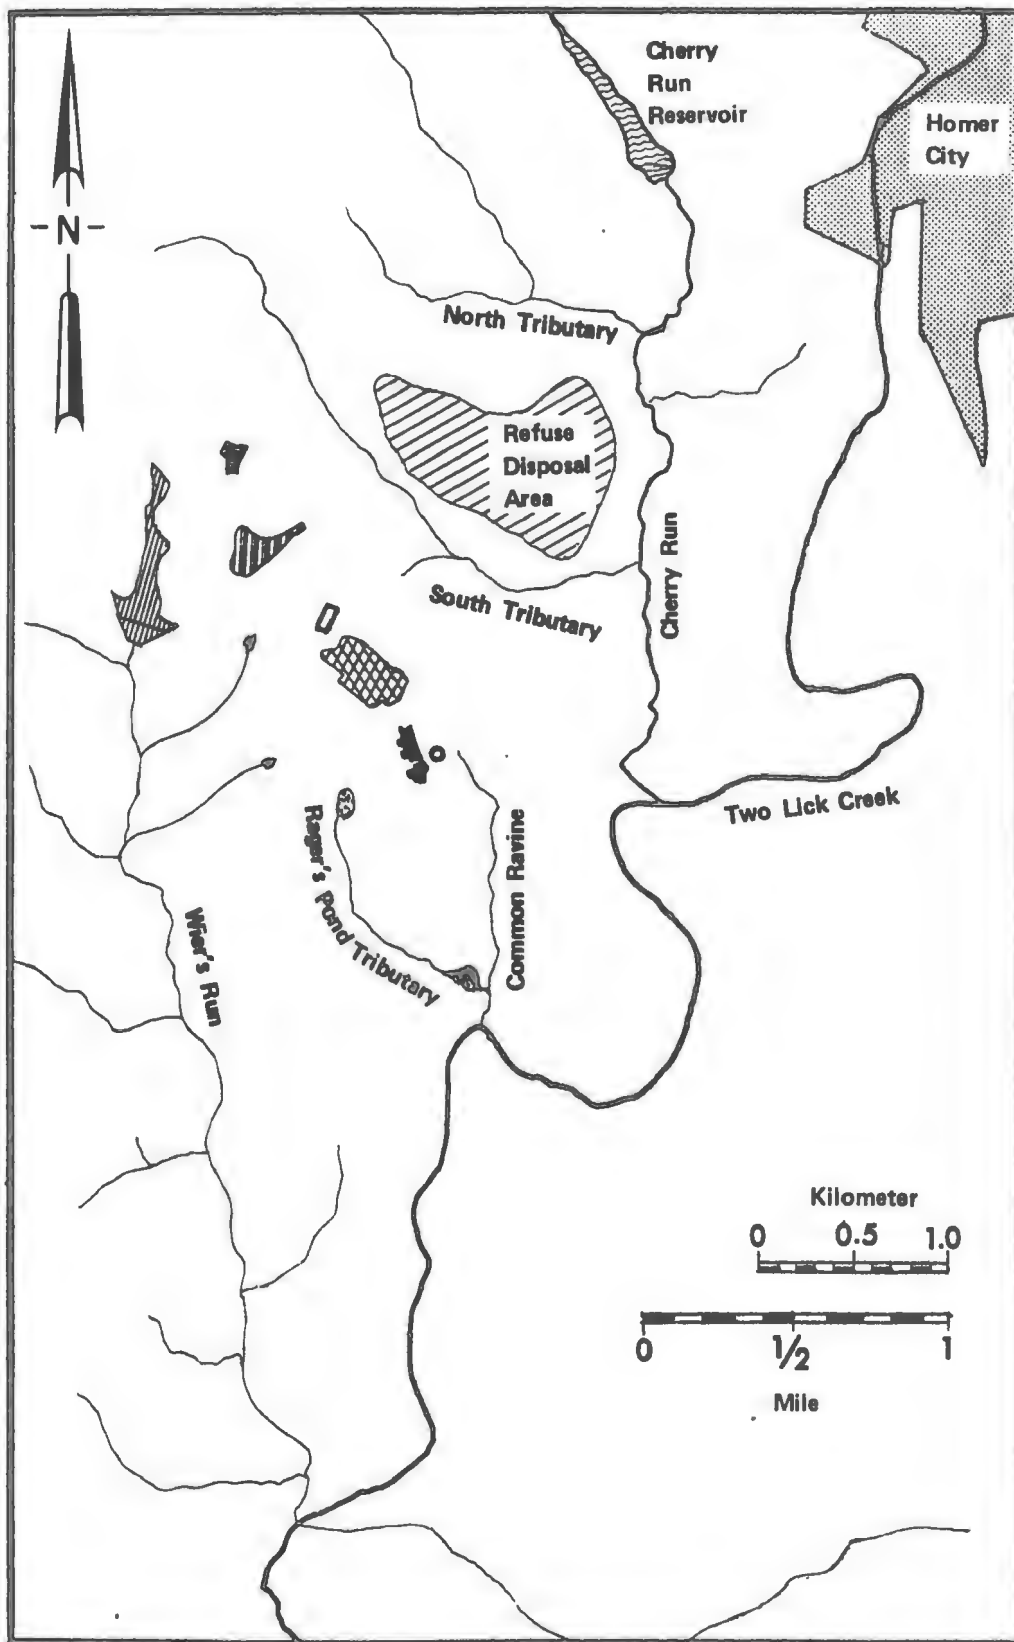 Cherry
Run
Reservoir
Homer
City
-N-
North Tributary
Refuse
Disposal
Area
Cherry Run
South Tributary
Two Lick Creek
Common Ravine
Rager's Pond Tributary
Wier's Run
Kilometer
0 0.5 1.0
0 1/2 1
Mile